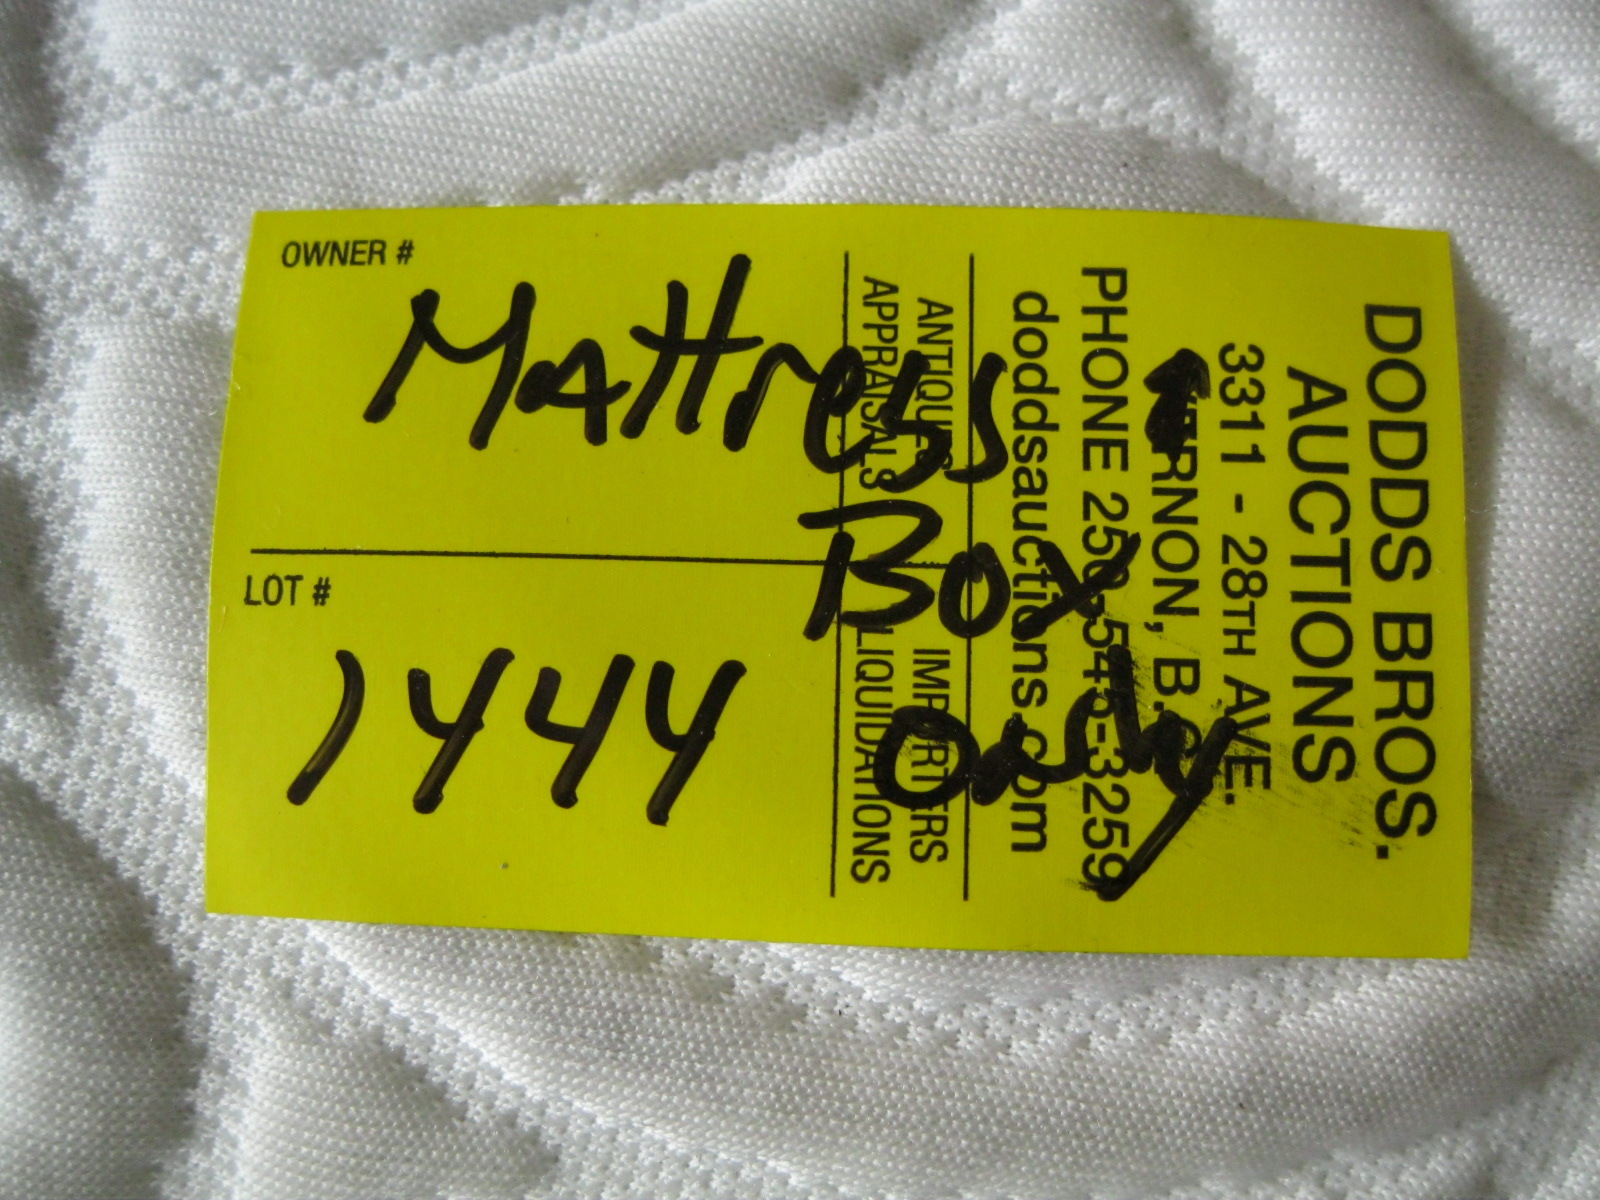 DODDS BROS.
AUCTIONS
3311 - 28TH AVE.
VERNON, B.C.
PHONE 250-545-3259
doddsauctions.com
ANTIQUES IMPORTERS
APPRAISALS LIQUIDATIONS
OWNER #
Mattress
Box
only
LOT #
1444